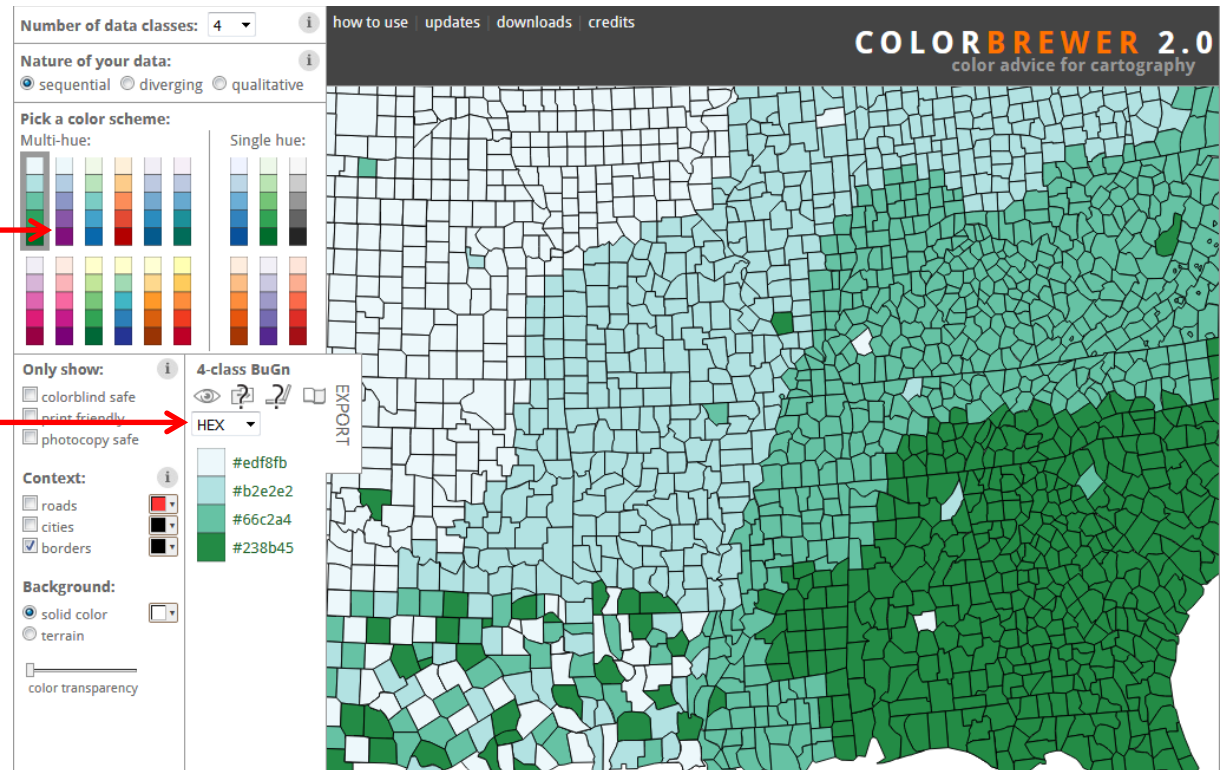 Number of data classes: 4 i
Nature of your data: i
sequential diverging qualitative
Pick a color scheme:
Multi-hue: Single hue:
Only show: i
colorblind safe
print friendly
photocopy safe
Context: i
roads
cities
borders
Background:
solid color
terrain
color transparency
4-class BuGn
? ?
HEX
EXPORT
#edf8fb
#b2e2e2
#66c2a4
#238b45
how to use | updates | downloads | credits
COLORBREWER 2.0
color advice for cartography